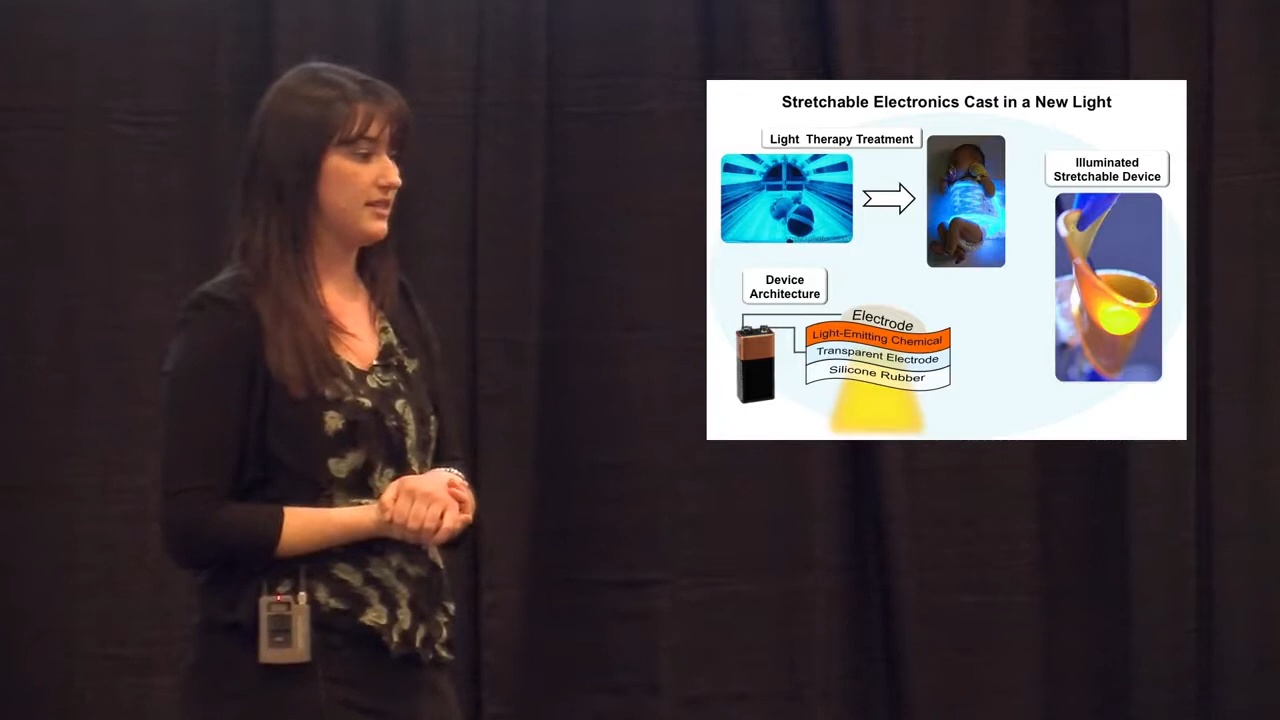 Stretchable Electronics Cast in a New Light
Light Therapy Treatment
Illuminated
Stretchable Device
Device
Architecture
Electrode
Light-Emitting Chemical
Transparent Electrode
Silicone Rubber